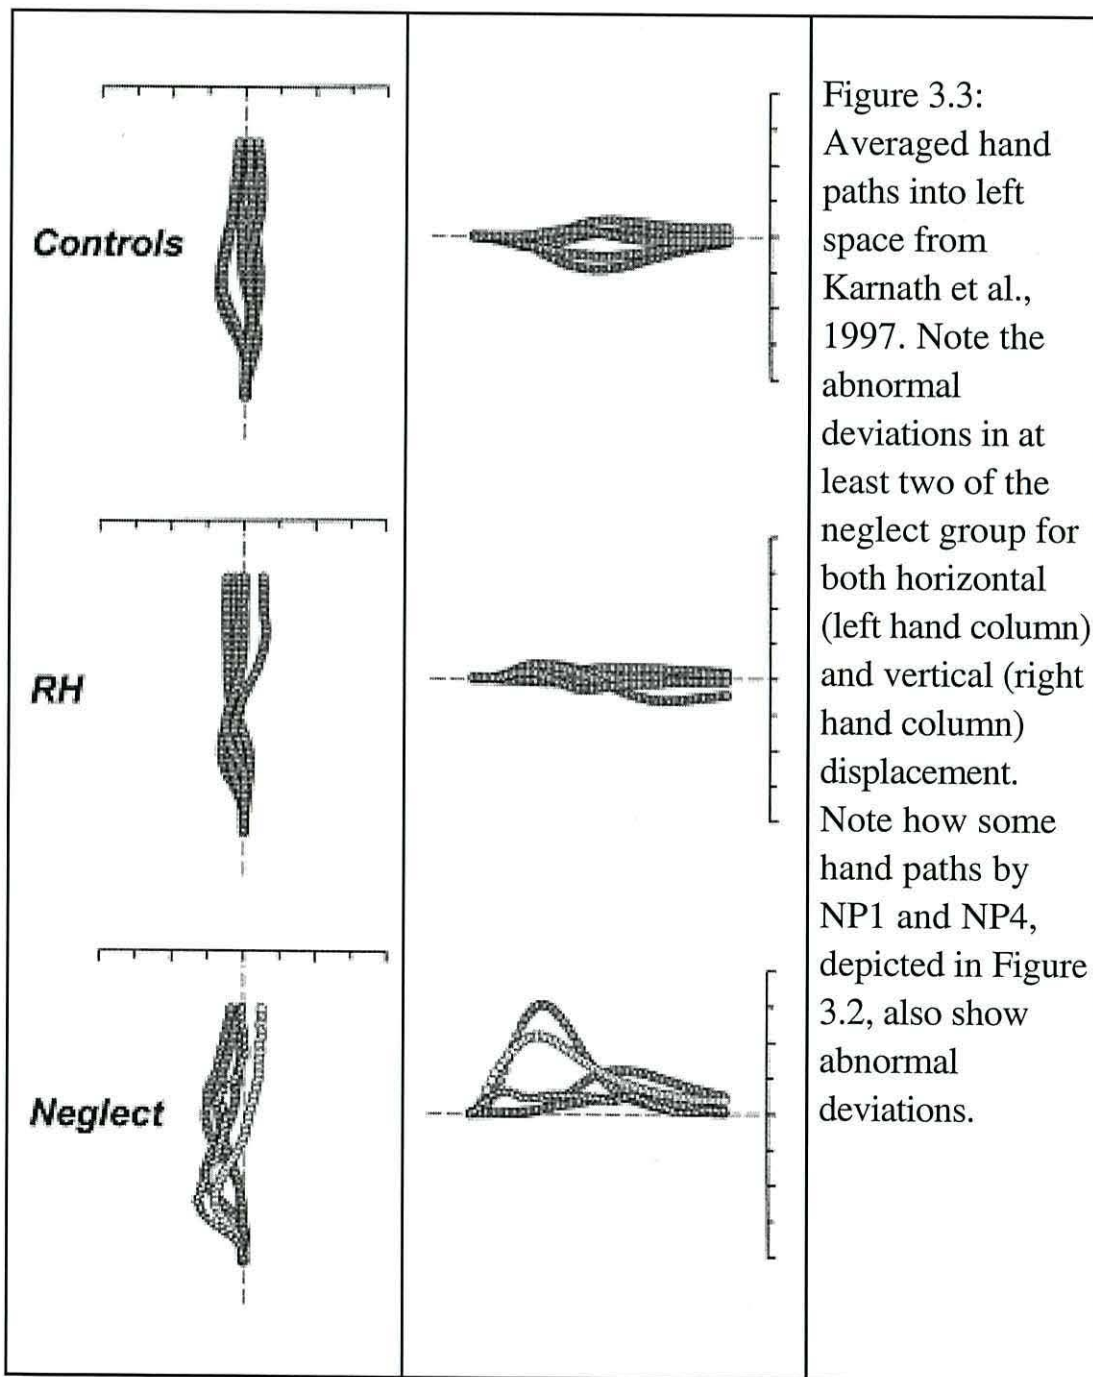 Controls
RH
Neglect
Figure 3.3:
Averaged hand
paths into left
space from
Karnath et al.,
1997. Note the
abnormal
deviations in at
least two of the
neglect group for
both horizontal
(left hand column)
and vertical (right
hand column)
displacement.
Note how some
hand paths by
NP1 and NP4,
depicted in Figure
3.2, also show
abnormal
deviations.